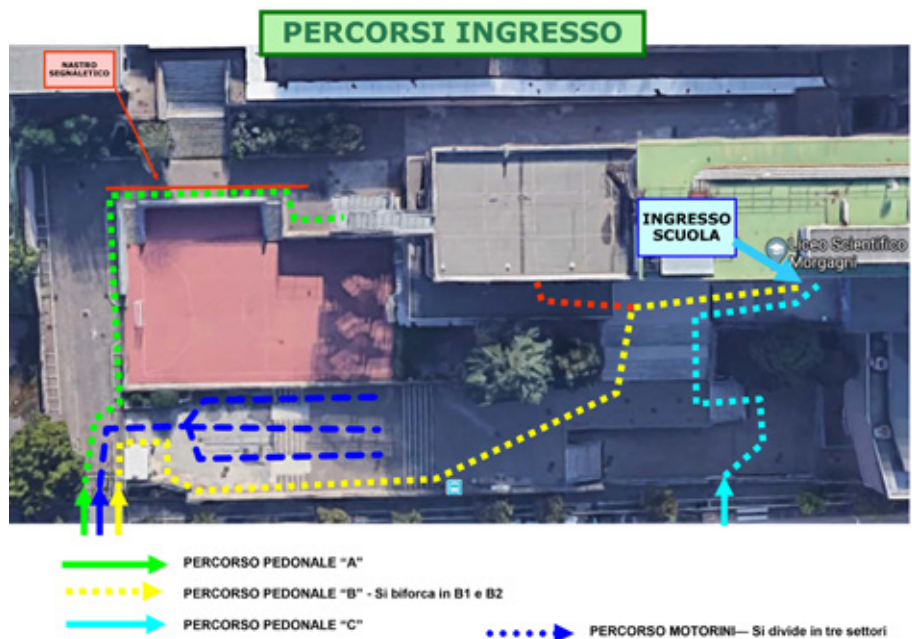 PERCORSI INGRESSO
NASTRO
SEGNALETICO
INGRESSO
SCUOLA
Liceo Scientifico
Morgagni
PERCORSO PEDONALE “A”
PERCORSO PEDONALE “B” - Si biforca in B1 e B2
PERCORSO PEDONALE “C”
PERCORSO MOTORINI— Si divide in tre settori